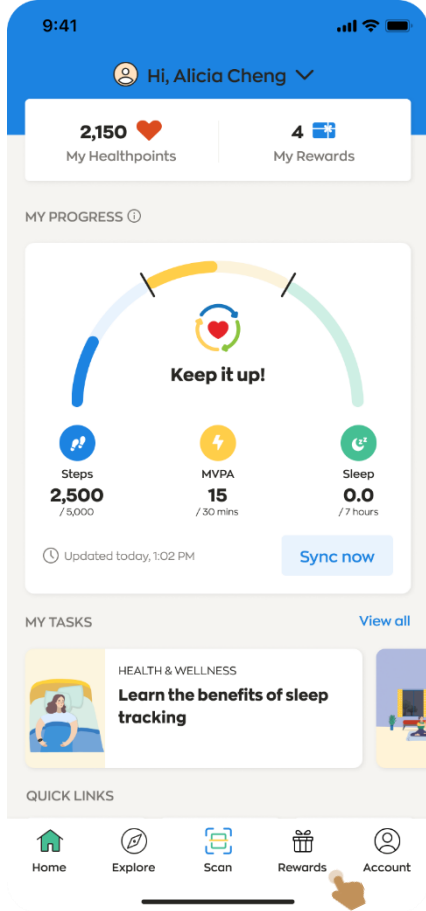 9:41
Hi, Alicia Cheng
2,150
My Healthpoints
4
My Rewards
MY PROGRESS
Keep it up!
Steps
2,500
/ 5,000
MVPA
15
/ 30 mins
Sleep
0.0
/ 7 hours
Updated today, 1:02 PM
Sync now
MY TASKS
View all
HEALTH & WELLNESS
Learn the benefits of sleep
tracking
QUICK LINKS
Home
Explore
Scan
Rewards
Account